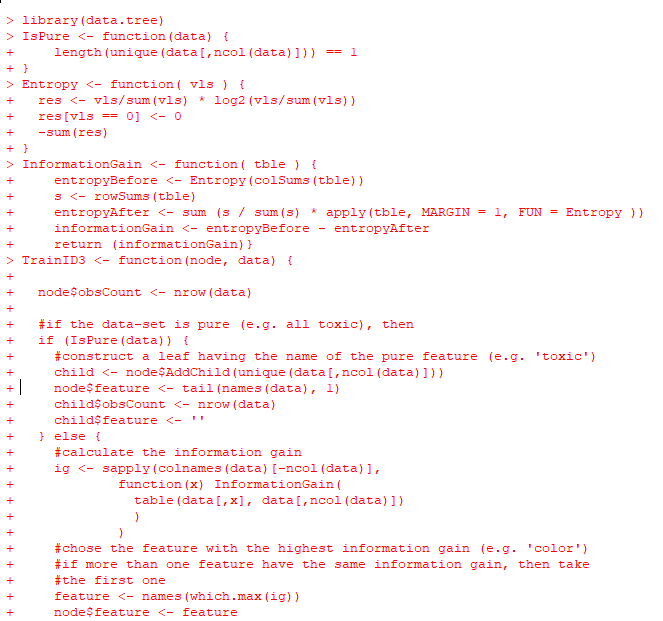 > library(data.tree)
> IsPure <- function(data) {
+     length(unique(data[,ncol(data)])) == 1
+ }
> Entropy <- function( vls ) {
+   res <- vls/sum(vls) * log2(vls/sum(vls))
+   res[vls == 0] <- 0
+   -sum(res)
+ }
> InformationGain <- function( tble ) {
+     entropyBefore <- Entropy(colSums(tble))
+     s <- rowSums(tble)
+     entropyAfter <- sum (s / sum(s) * apply(tble, MARGIN = 1, FUN = Entropy ))
+     informationGain <- entropyBefore - entropyAfter
+     return (informationGain)}
> TrainID3 <- function(node, data) {
+
+   node$obsCount <- nrow(data)
+
+   #if the data-set is pure (e.g. all toxic), then
+   if (IsPure(data)) {
+     #construct a leaf having the name of the pure feature (e.g. 'toxic')
+     child <- node$AddChild(unique(data[,ncol(data)]))
+     node$feature <- tail(names(data), 1)
+     child$obsCount <- nrow(data)
+     child$feature <- ''
+   } else {
+     #calculate the information gain
+     ig <- sapply(colnames(data)[-ncol(data)],
+             function(x) InformationGain(
+               table(data[,x], data[,ncol(data)])
+               )
+             )
+     #chose the feature with the highest information gain (e.g. 'color')
+     #if more than one feature have the same information gain, then take
+     #the first one
+     feature <- names(which.max(ig))
+     node$feature <- feature